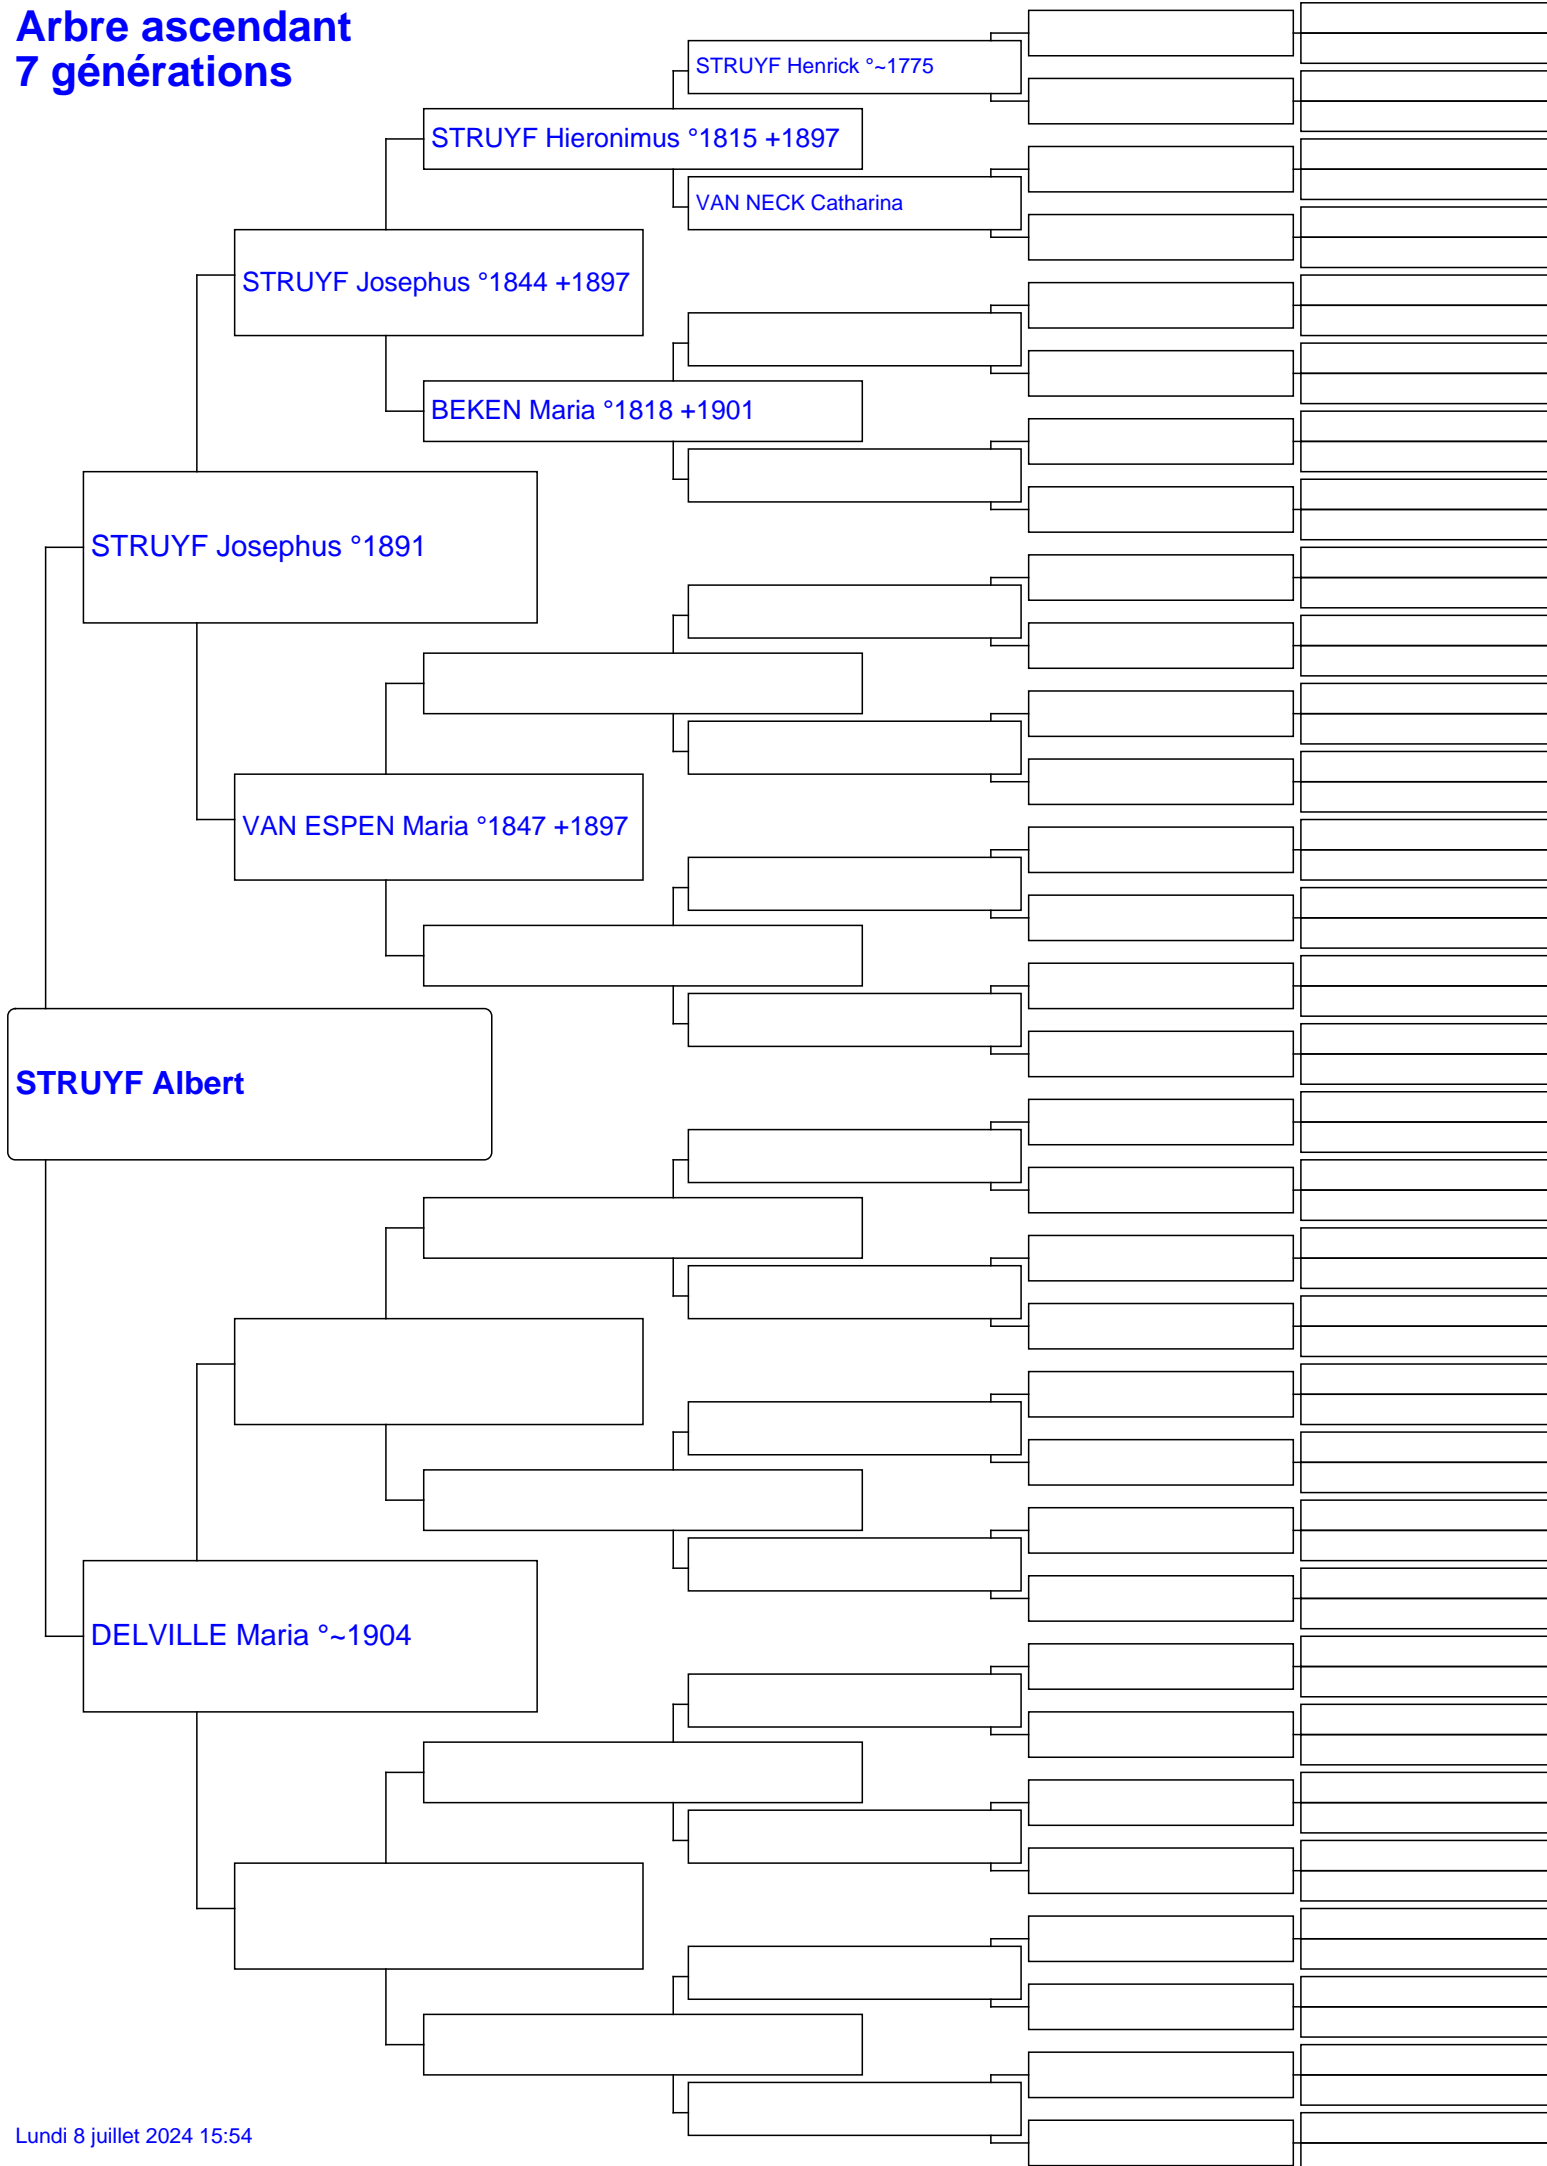 Arbre ascendant
7 générations
STRUYF Henrick °~1775
STRUYF Hieronimus °1815 +1897
VAN NECK Catharina
STRUYF Josephus °1844 +1897
BEKEN Maria °1818 +1901
STRUYF Josephus °1891
VAN ESPEN Maria °1847 +1897
STRUYF Albert
DELVILLE Maria °~1904
Lundi 8 juillet 2024 15:54